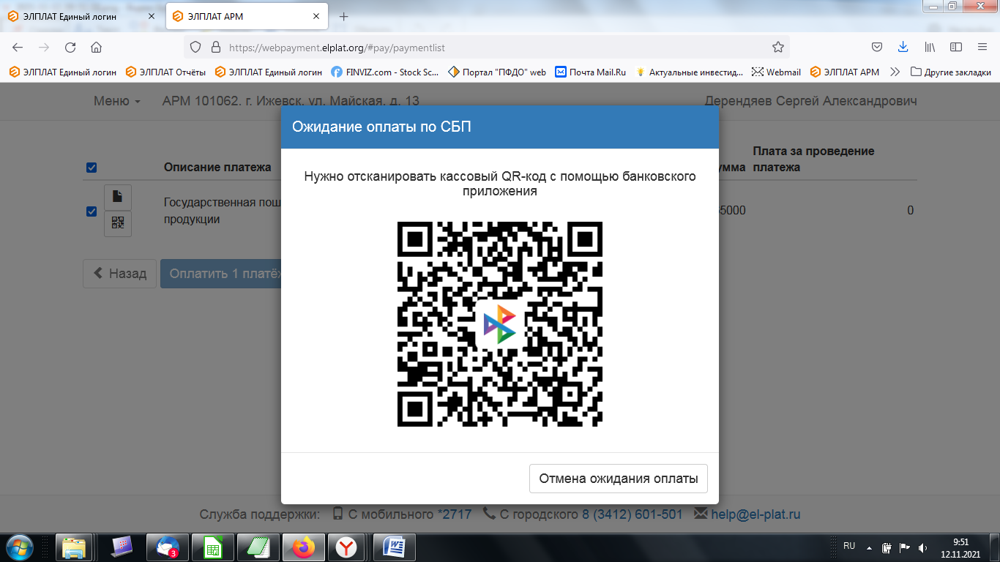 ЭЛПЛАТ Единый логин
ЭЛПЛАТ АРМ
https://webpayment.elplat.org/#pay/paymentlist
ЭЛПЛАТ Единый логин ЭЛПЛАТ Отчёты ЭЛПЛАТ Единый логин FINVIZ.com - Stock Sc... Портал "ПФДО" web Почта Mail.Ru Актуальные инвестид... Webmail ЭЛПЛАТ АРМ Другие закладки
Меню АРМ 101062. г. Ижевск, ул. Майская, д. 13 Дерендяев Сергей Александрович
Ожидание оплаты по СБП
Плата за проведение
Описание платежа платежа
Нужно отсканировать кассовый QR-код с помощью банковского
приложения
Государственная
продукции
5000 0
Назад Оплатить 1
Отмена ожидания оплаты
Служба поддержки: С мобильного *2717 С городского 8 (3412) 601-501 help@el-plat.ru
3
RU 9:51
12.11.2021